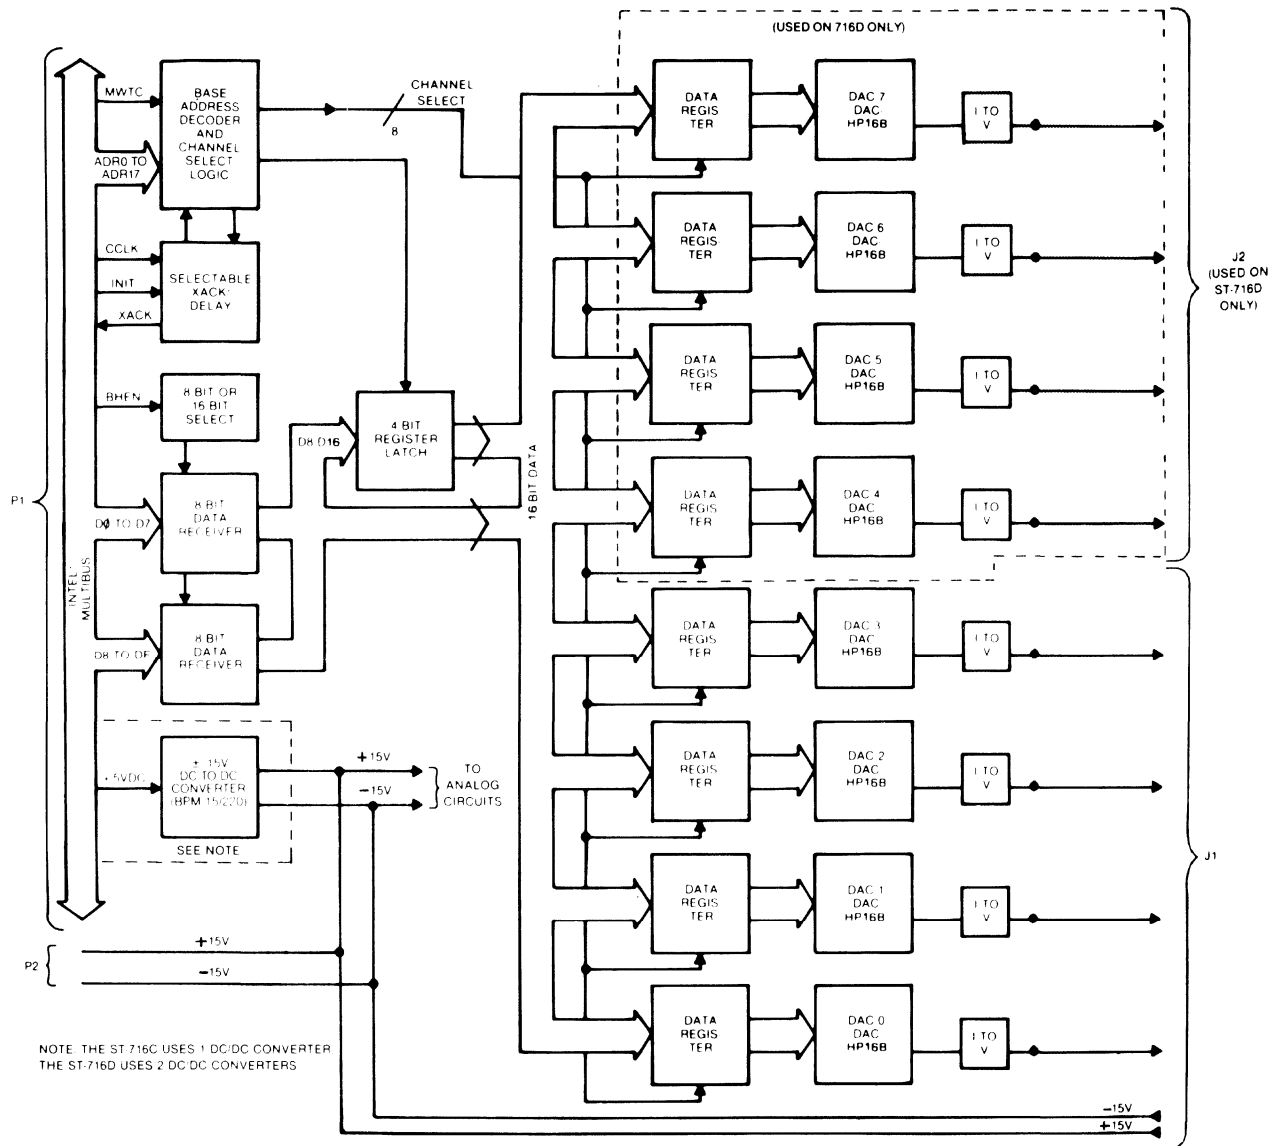 (USED ON 716D ONLY)
MWTC
BASE
ADDRESS
DECODER
AND
CHANNEL
SELECT
LOGIC
CHANNEL
SELECT
8
ADR0 TO
ADR17
CCLK
INIT
XACK
SELECTABLE
XACK
DELAY
BHEN
8 BIT OR
16 BIT
SELECT
D8 D16
4 BIT
REGISTER
LATCH
16 BIT DATA
P1
INTEL
MULTIBUS
DØ TO D7
8 BIT
DATA
RECEIVER
D8 TO DF
8 BIT
DATA
RECEIVER
+5VDC
± 15V
DC TO DC
CONVERTER
(BPM 15/220)
SEE NOTE
+15V
−15V
TO
ANALOG
CIRCUITS
P2
+15V
−15V
NOTE. THE ST-716C USES 1 DC/DC CONVERTER
THE ST-716D USES 2 DC DC CONVERTERS
DATA
REGIS
TER
DAC 7
DAC
HP16B
I TO
V
DATA
REGIS
TER
DAC 6
DAC
HP16B
I TO
V
DATA
REGIS
TER
DAC 5
DAC
HP16B
I TO
V
DATA
REGIS
TER
DAC 4
DAC
HP16B
I TO
V
J2
(USED ON
ST-716D
ONLY)
DATA
REGIS
TER
DAC 3
DAC
HP16B
I TO
V
DATA
REGIS
TER
DAC 2
DAC
HP16B
I TO
V
DATA
REGIS
TER
DAC 1
DAC
HP16B
I TO
V
DATA
REGIS
TER
DAC 0
DAC
HP16B
I TO
V
J1
−15V
+15V